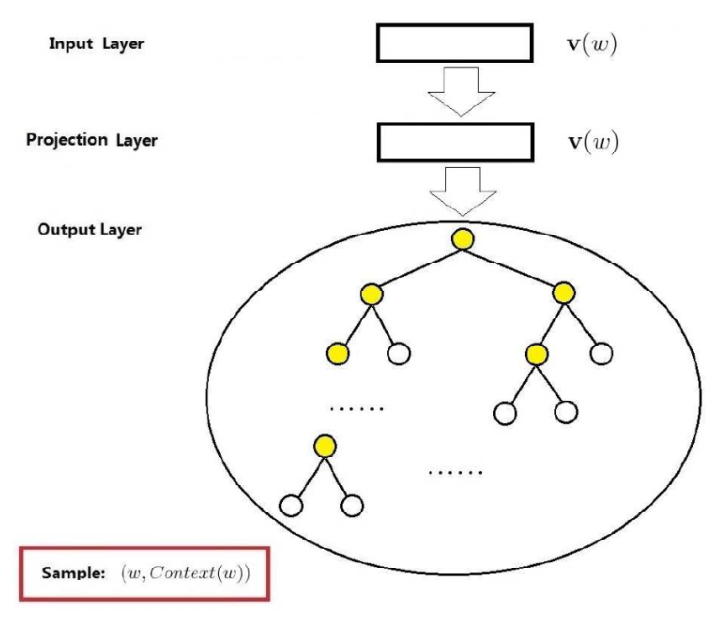 Input Layer v(w)
Projection Layer v(w)
Output Layer
......
......
Sample: (w, Context(w))